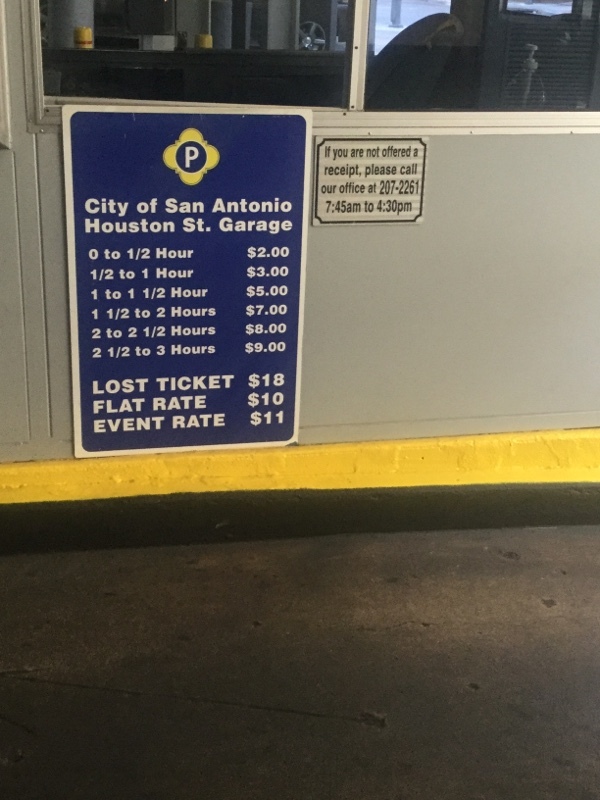 P
City of San Antonio
Houston St. Garage
0 to 1/2 Hour $2.00
1/2 to 1 Hour $3.00
1 to 1 1/2 Hour $5.00
1 1/2 to 2 Hours $7.00
2 to 2 1/2 Hours $8.00
2 1/2 to 3 Hours $9.00
LOST TICKET $18
FLAT RATE $10
EVENT RATE $11
If you are not offered a
receipt, please call
our office at 207-2261
7:45am to 4:30pm